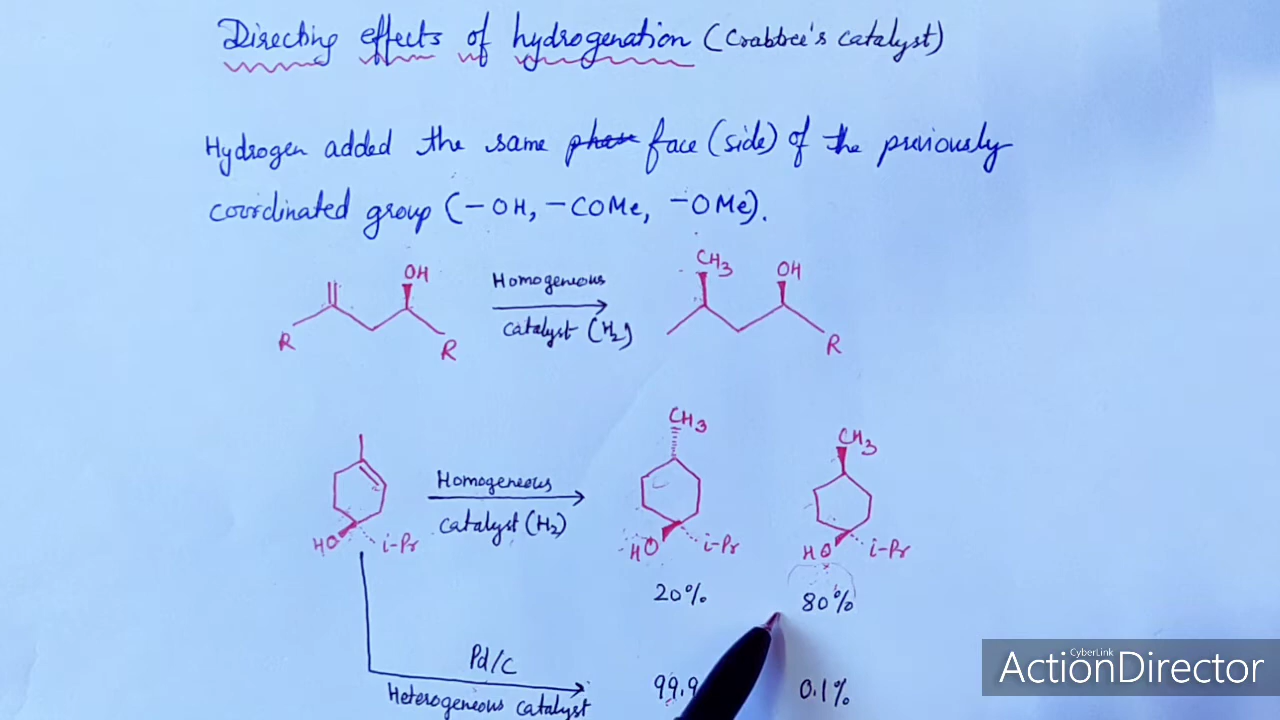 Directing effects of hydrogenation (Crabtree's catalyst)
Hydrogen added the same face (side) of the previously
coordinated group (-OH, -COMe, -OMe).
OH
R
R
Homogeneous
catalyst (H2)
CH3
OH
R
HO
i-Pr
Homogeneous
catalyst (H2)
CH3
HO
i-Pr
20%
CH3
HO
i-Pr
80%
Pd/C
Heterogeneous catalyst
99.9
0.1%
CyberLink
ActionDirector